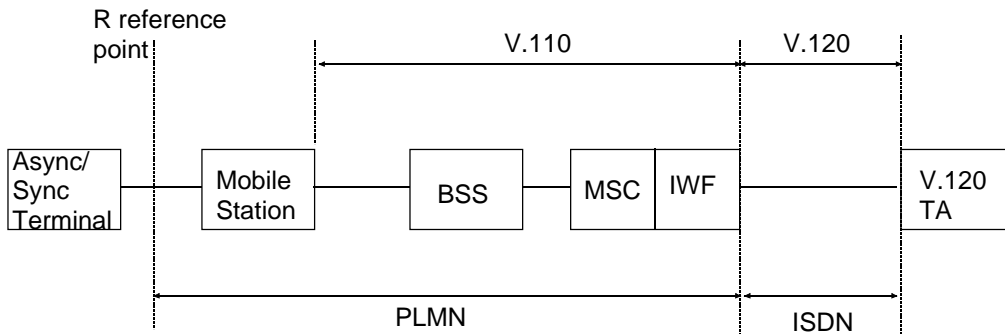 R reference
point
V.110
V.120
Async/
Sync
Terminal
Mobile
Station
BSS
MSC
IWF
V.120
TA
PLMN
ISDN